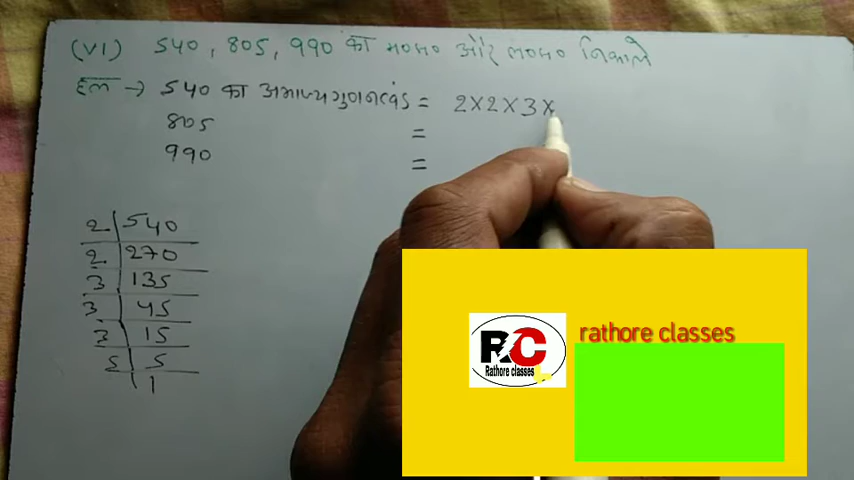 (VI) 540, 805, 990 का म०स० और ल०स० निकाले
हल → 540 का अभाज्य गुणनखंड = 2×2×3×
805 =
990 =
2 | 540
2 | 270
3 | 135
3 | 45
3 | 15
5 | 5
| 1
rathore classes
RC
Rathore classes